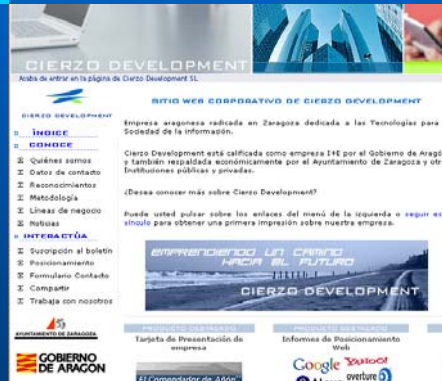 CIERZO DEVELOPMENT
Acaba de entrar en la página de Cierzo Development SL
CIERZO DEVELOPMENT
ÍNDICE
CONOCE
Quiénes somos
Datos de contacto
Reconocimientos
Metodología
Líneas de negocio
Noticias
INTERACTÚA
Suscripción al boletín
Posicionamiento
Formulario Contacto
Compartir
Trabaja con nosotros
AYUNTAMIENTO DE ZARAGOZA
GOBIERNO
DE ARAGON
SITIO WEB CORPORATIVO DE CIERZO DEVELOPMENT
Empresa aragonesa radicada en Zaragoza dedicada a las Tecnologías para
Sociedad de la información.
Cierzo Development está calificada como empresa I+E por el Gobierno de Aragó
y también respaldada económicamente por el Ayuntamiento de Zaragoza y otr
Instituciones públicas y privadas.
¿Desea conocer más sobre Cierzo Development?
Puede usted pulsar sobre los enlaces del menú de la izquierda o seguir es
vínculo para obtener una primera impresión sobre nuestra empresa.
EMPRENDIENDO UN CAMINO
HACIA EL FUTURO
CIERZO DEVELOPMENT
PRODUCTO DESTACADO
Tarjeta de Presentación de
empresa
El Comendador de Añón
PRODUCTO DESTACADO
Informes de Posicionamiento
Web
Google YAHOO!
overture